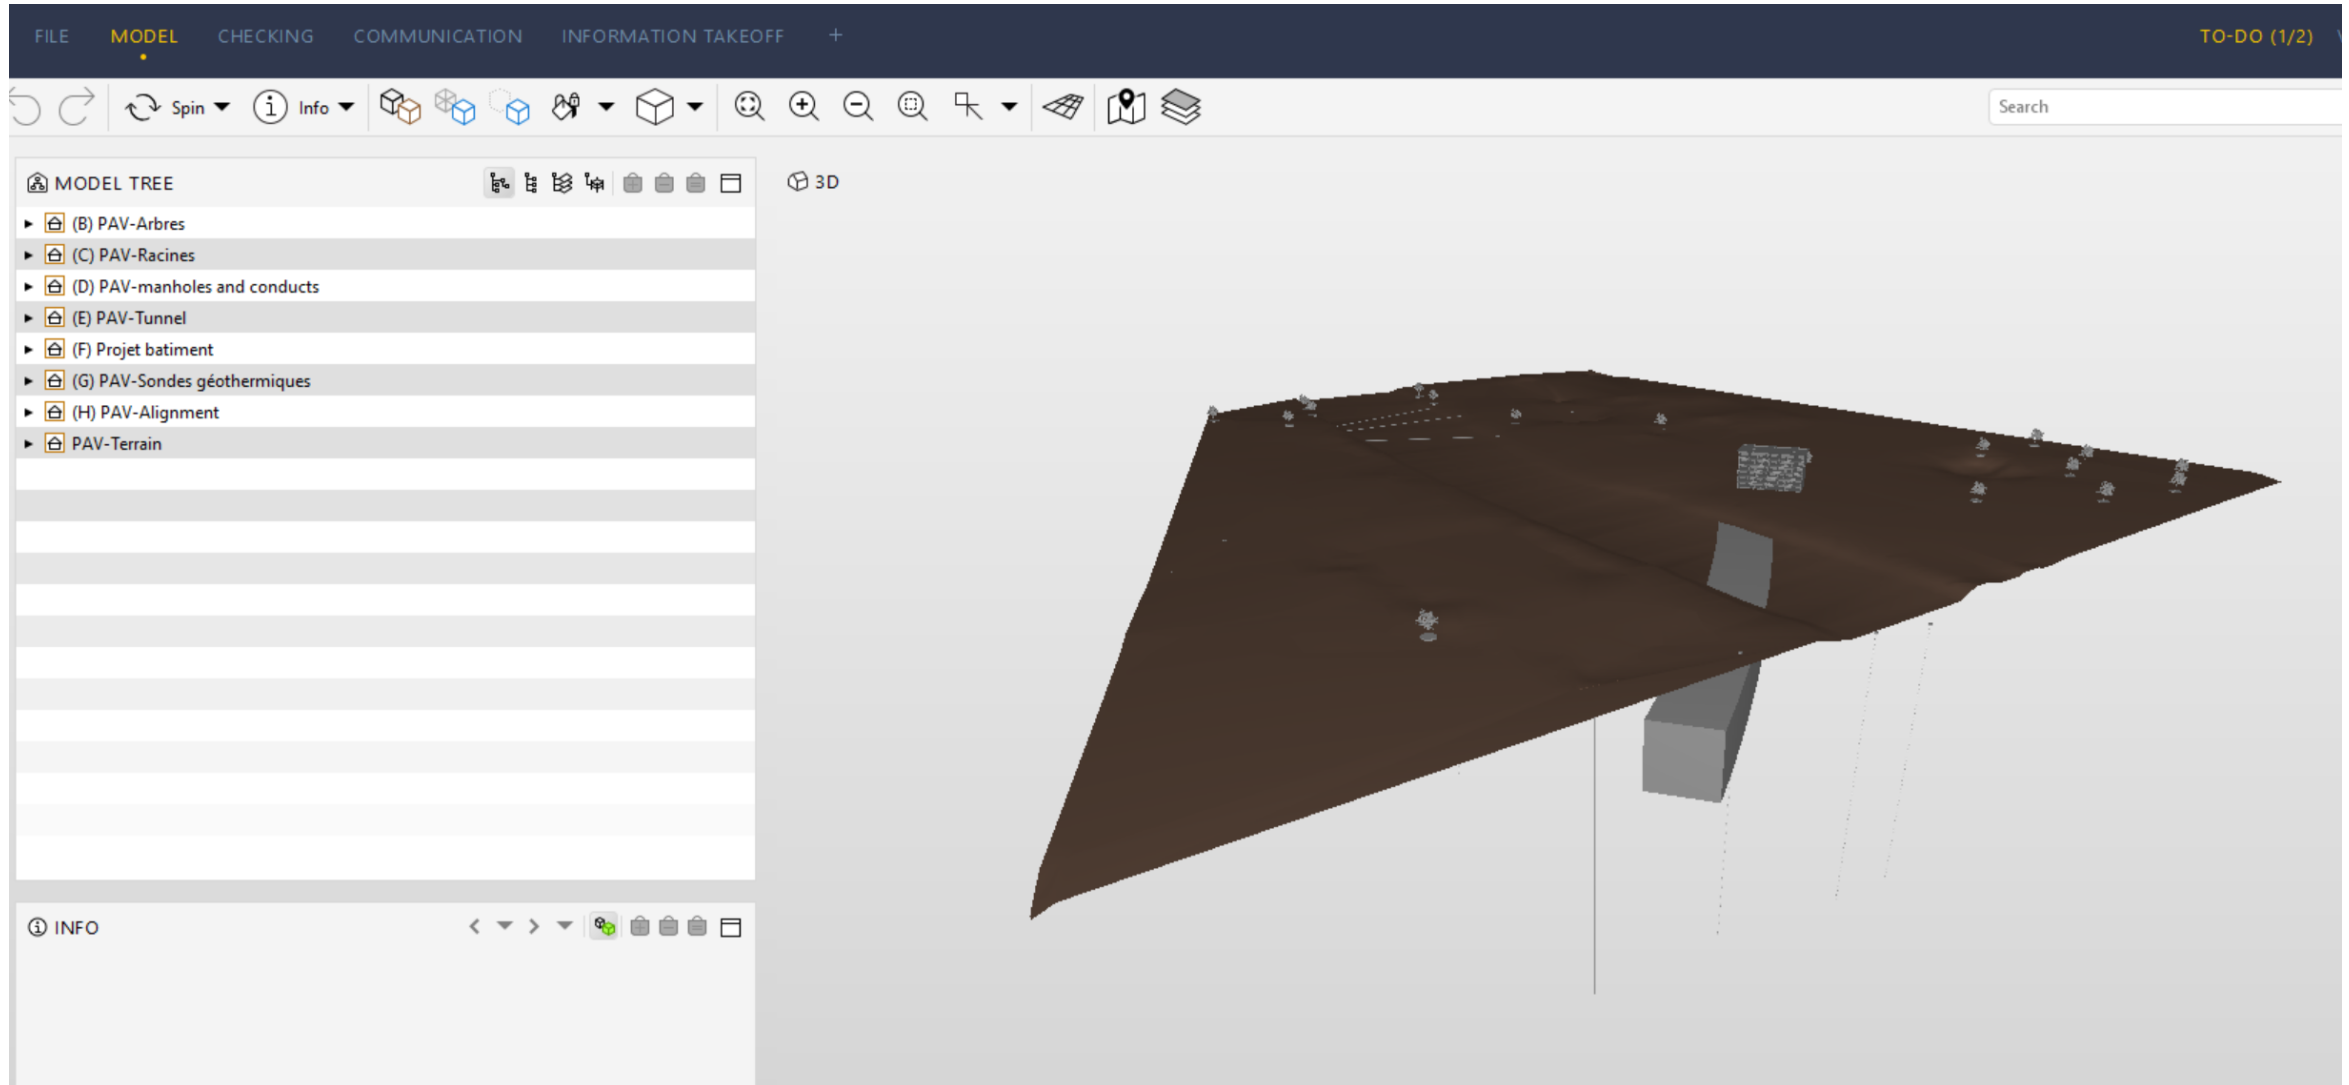 FILE MODEL CHECKING COMMUNICATION INFORMATION TAKEOFF + TO-DO (1/2)
Spin Info Search
MODEL TREE
3D
(B) PAV-Arbres
(C) PAV-Racines
(D) PAV-manholes and conducts
(E) PAV-Tunnel
(F) Projet batiment
(G) PAV-Sondes géothermiques
(H) PAV-Alignment
PAV-Terrain
INFO